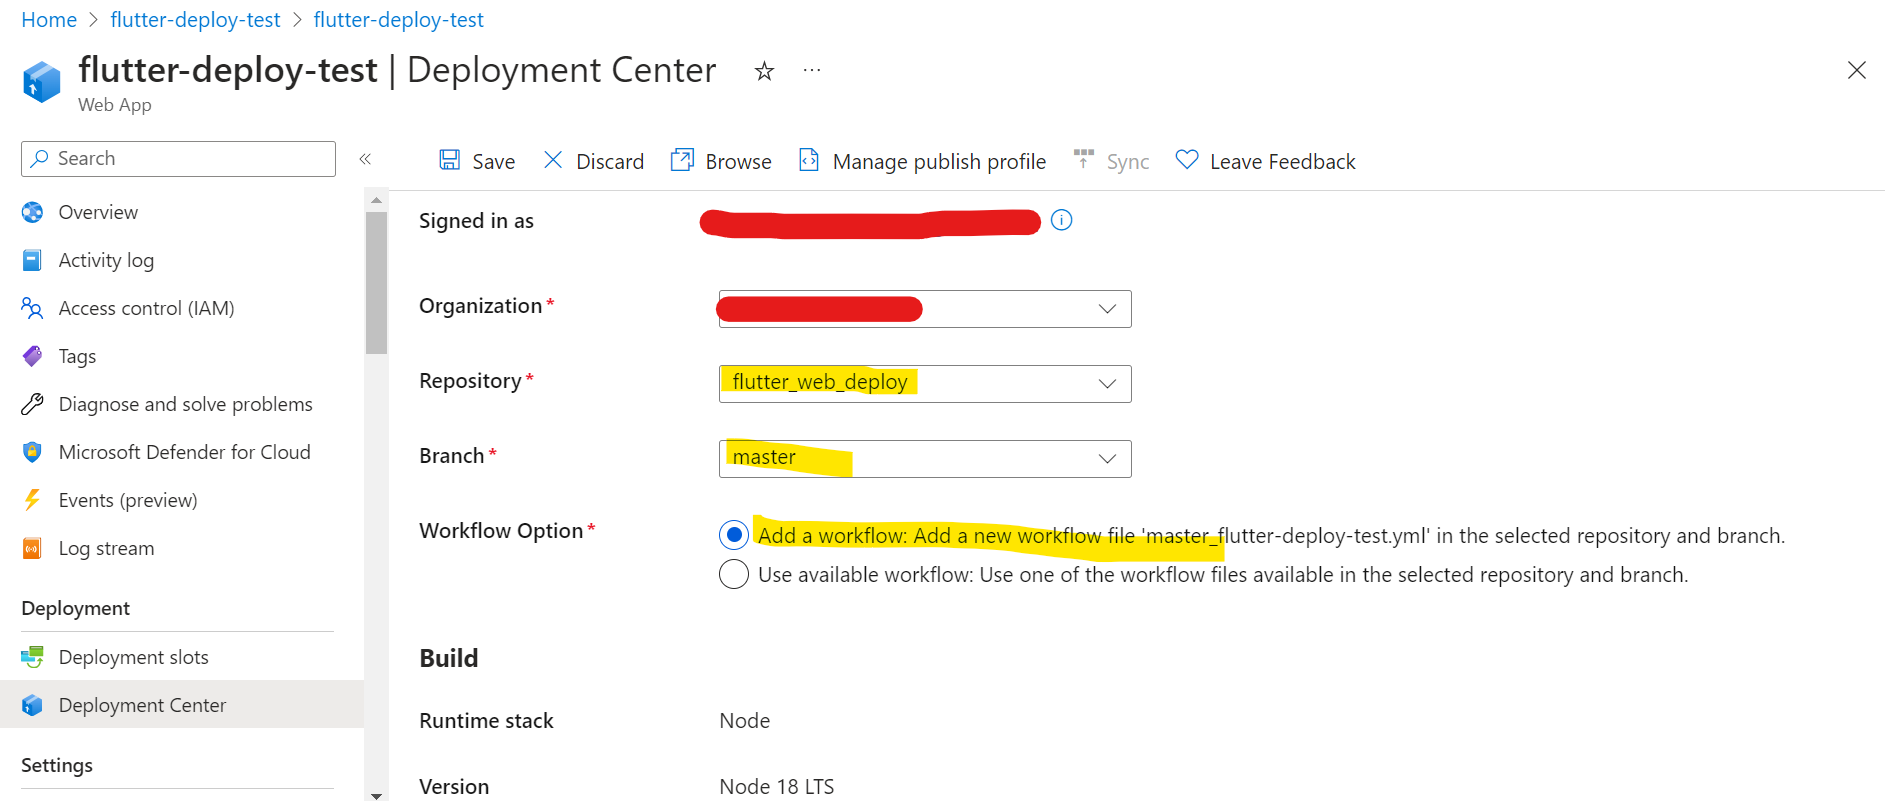 Home > flutter-deploy-test > flutter-deploy-test
flutter-deploy-test | Deployment Center
Web App
Search
Save Discard Browse Manage publish profile Sync Leave Feedback
Overview
Activity log
Access control (IAM)
Tags
Diagnose and solve problems
Microsoft Defender for Cloud
Events (preview)
Log stream
Deployment
Deployment slots
Deployment Center
Settings
Signed in as
Organization*
Repository* flutter_web_deploy
Branch* master
Workflow Option* Add a workflow: Add a new workflow file 'master_flutter-deploy-test.yml' in the selected repository and branch.
Use available workflow: Use one of the workflow files available in the selected repository and branch.
Build
Runtime stack Node
Version Node 18 LTS